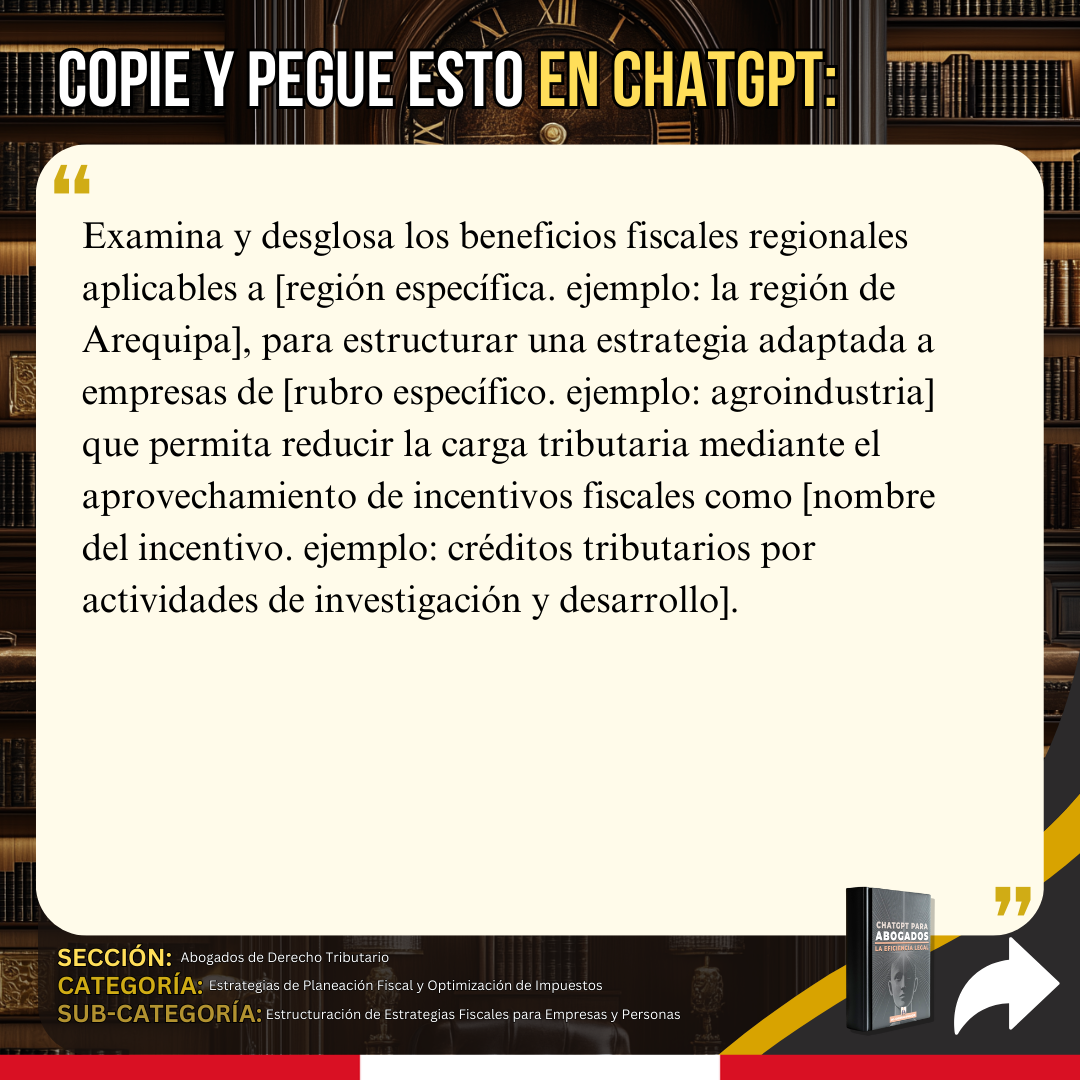 COPIE Y PEGUE ESTO EN CHATGPT:
“
Examina y desglosa los beneficios fiscales regionales
aplicables a [región específica. ejemplo: la región de
Arequipa], para estructurar una estrategia adaptada a
empresas de [rubro específico. ejemplo: agroindustria]
que permita reducir la carga tributaria mediante el
aprovechamiento de incentivos fiscales como [nombre
del incentivo. ejemplo: créditos tributarios por
actividades de investigación y desarrollo].
”
CHATGPT PARA
ABOGADOS
LA EFICIENCIA LEGAL
SECCIÓN: Abogados de Derecho Tributario
CATEGORÍA: Estrategias de Planeación Fiscal y Optimización de Impuestos
SUB-CATEGORÍA: Estructuración de Estrategias Fiscales para Empresas y Personas